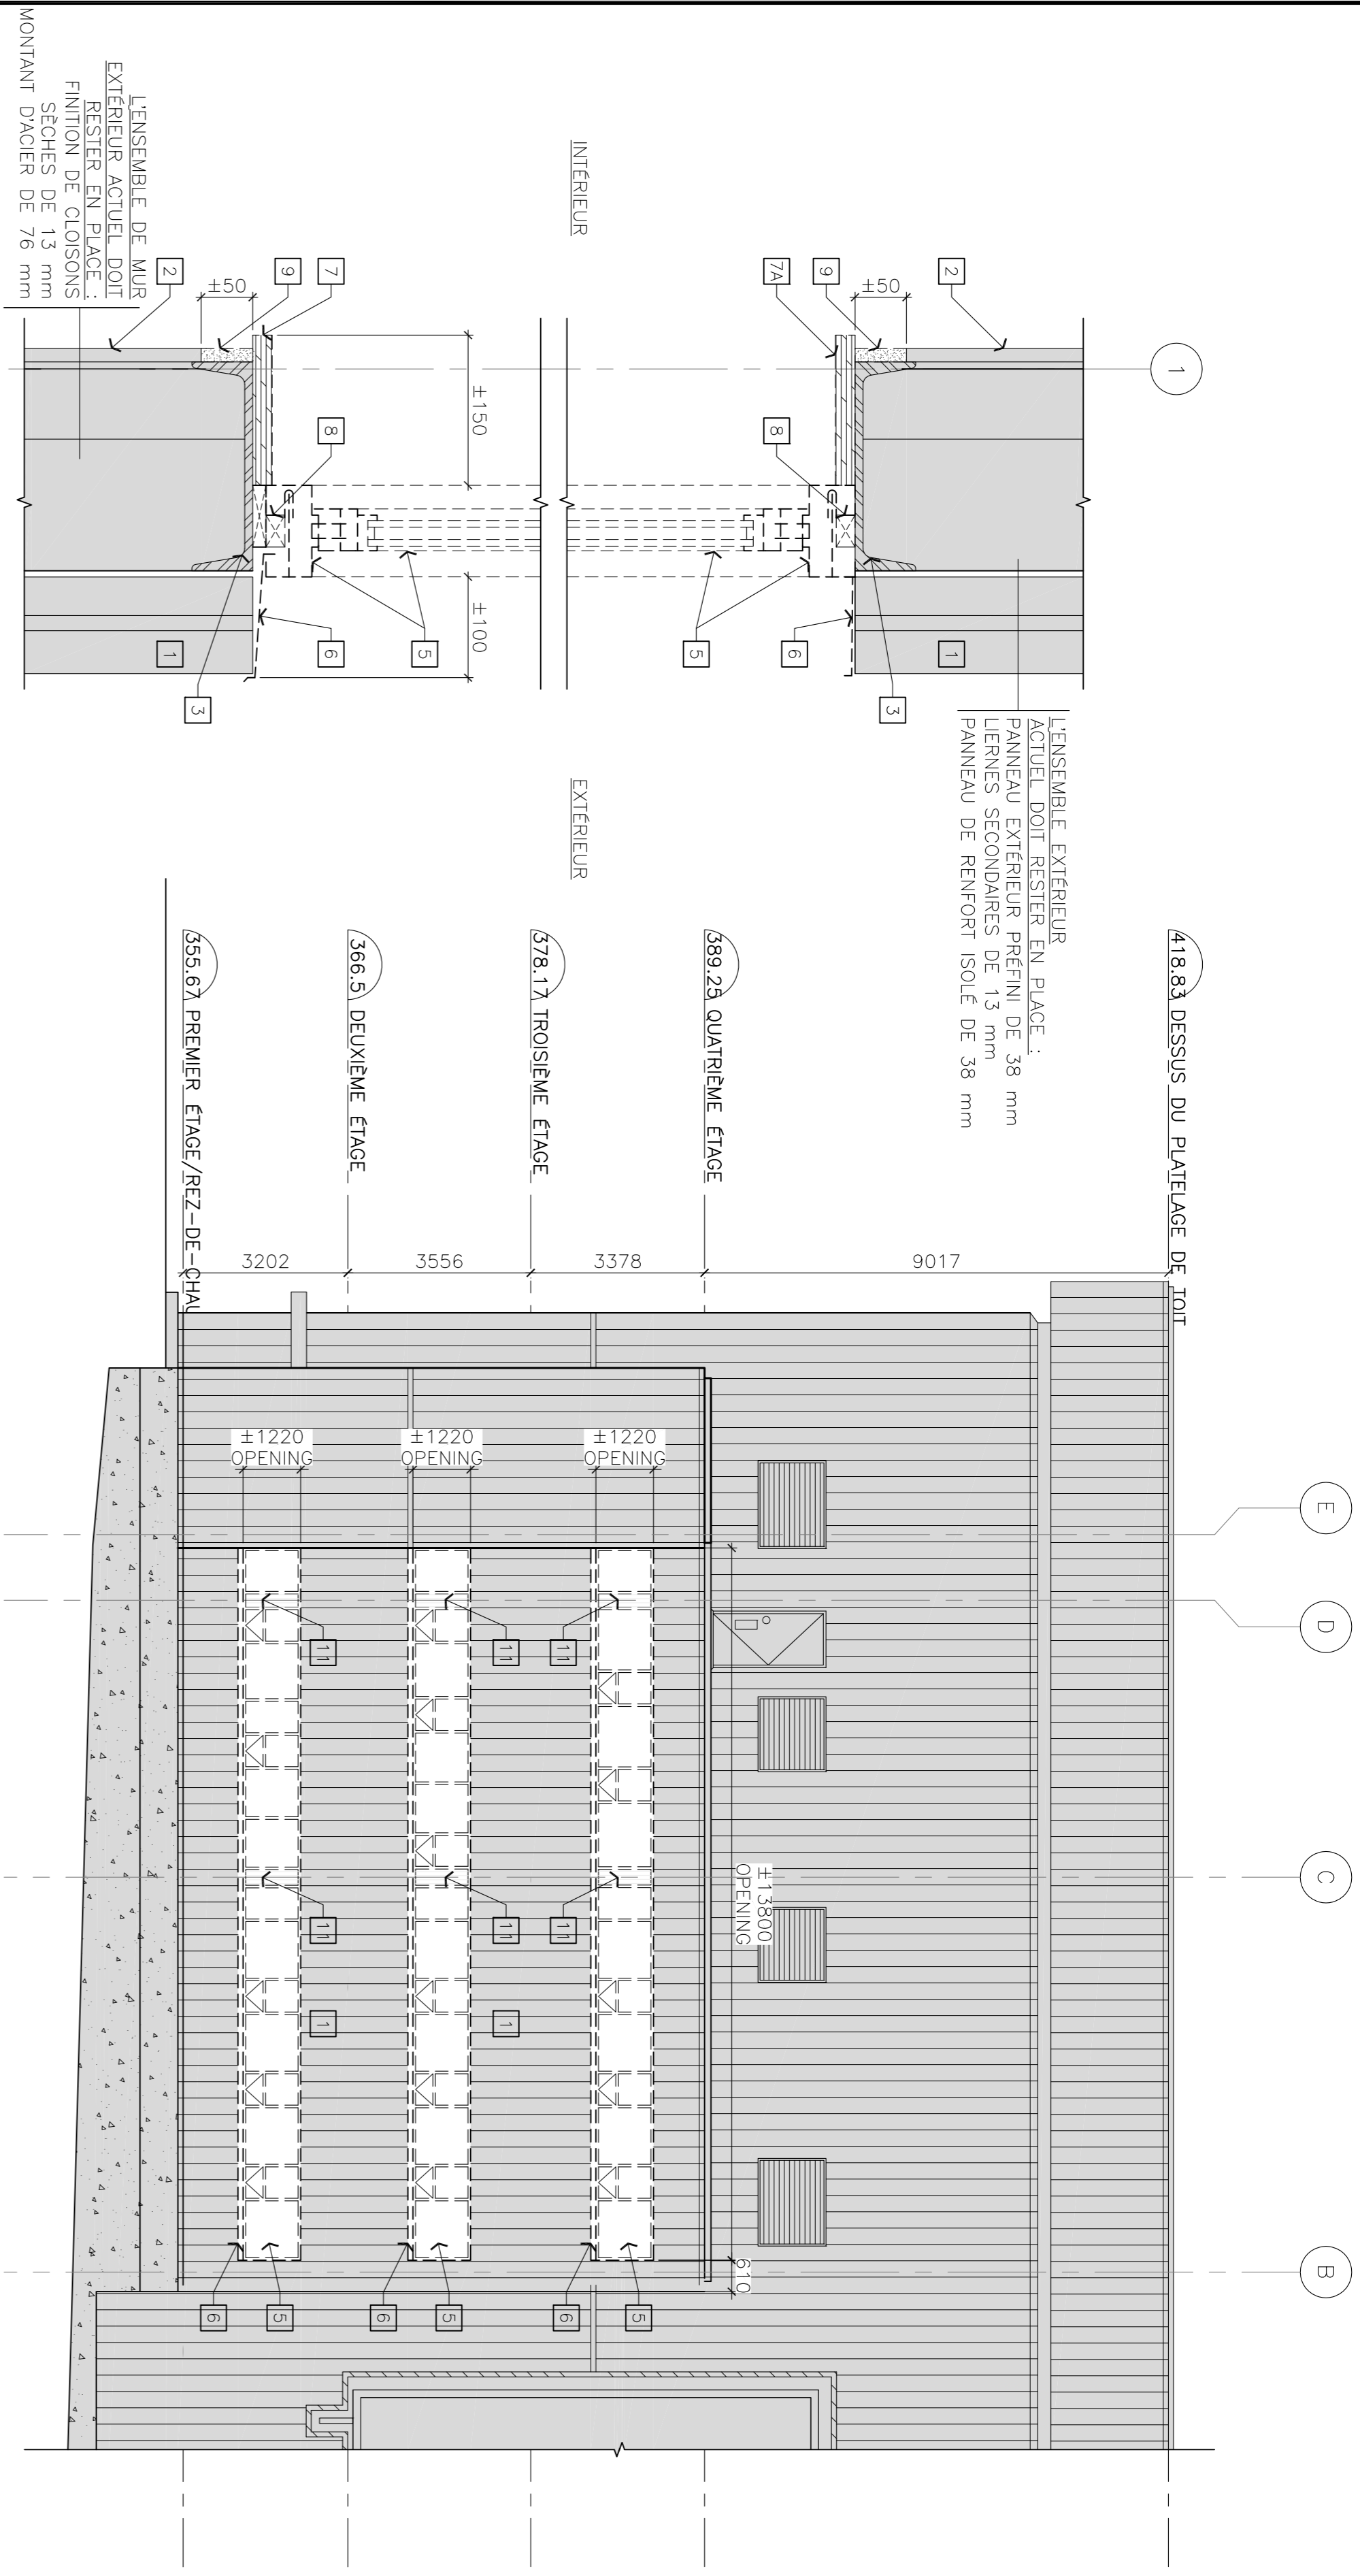 L'ENSEMBLE DE MUR
EXTÉRIEUR ACTUEL DOIT
RESTER EN PLACE :
FINITION DE CLOISONS
SÈCHES DE 13 mm
MONTANT D'ACIER DE 76 mm
INTÉRIEUR
2
9
7
±50
8
±150
±100
5
6
1
3
7A
9
2
±50
8
1
5
6
1
3
EXTÉRIEUR
L'ENSEMBLE EXTÉRIEUR
ACTUEL DOIT RESTER EN PLACE :
PANNEAU EXTÉRIEUR PRÉFINI DE 38 mm
LIERNES SECONDAIRES DE 13 mm
PANNEAU DE RENFORT ISOLÉ DE 38 mm
418.83 DESSUS DU PLATELAGE DE TOIT
389.25 QUATRIÈME ÉTAGE
378.17 TROISIÈME ÉTAGE
366.5 DEUXIÈME ÉTAGE
355.67 PREMIER ÉTAGE/REZ-DE-CHAU
3202
3556
3378
9017
±1220
OPENING
±1220
OPENING
±1220
OPENING
E
D
C
B
11
11
11
±13800
OPENING
11
11
11
1
1
610
6
5
6
5
6
5